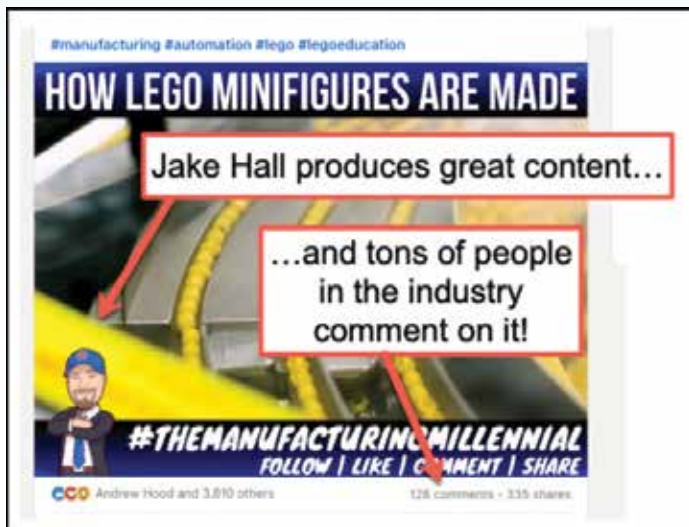 #manufacturing #automation #lego #legoeducation
HOW LEGO MINIFIGURES ARE MADE
Jake Hall produces great content…
…and tons of people
in the industry
comment on it!
#THEMANUFACTURINGMILLENNIAL
FOLLOW | LIKE | COMMENT | SHARE
Andrew Hood and 3,810 others 128 comments • 335 shares